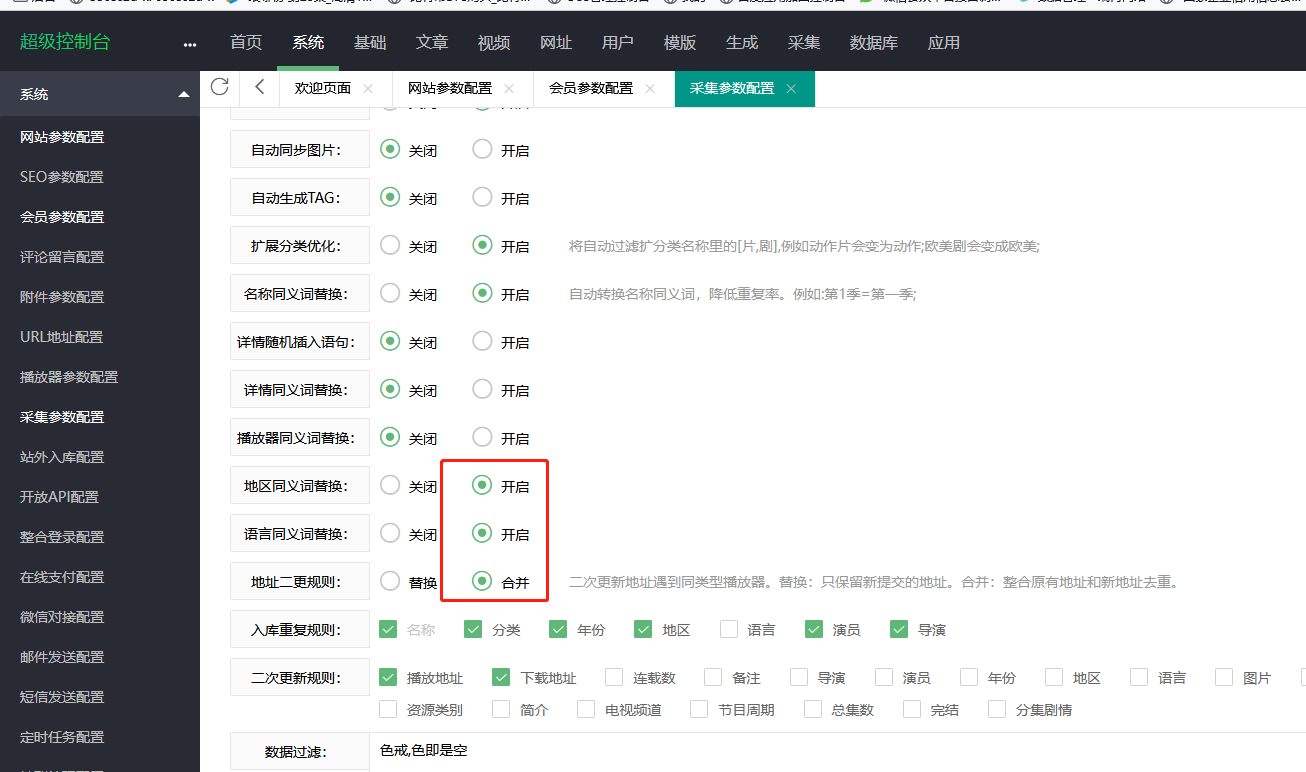 超级控制台 ... 首页 系统 基础 文章 视频 网址 用户 模版 生成 采集 数据库 应用
系统
欢迎页面 网站参数配置 会员参数配置 采集参数配置
网站参数配置
SEO参数配置
会员参数配置
评论留言配置
附件参数配置
URL地址配置
播放器参数配置
采集参数配置
站外入库配置
开放API配置
整合登录配置
在线支付配置
微信对接配置
邮件发送配置
短信发送配置
定时任务配置
自动同步图片： 关闭 开启
自动生成TAG： 关闭 开启
扩展分类优化： 关闭 开启 将自动过滤扩分类名称里的[片,剧],例如动作片会变为动作;欧美剧会变成欧美;
名称同义词替换： 关闭 开启 自动转换名称同义词，降低重复率。例如:第1季=第一季;
详情随机插入语句： 关闭 开启
详情同义词替换： 关闭 开启
播放器同义词替换： 关闭 开启
地区同义词替换： 关闭 开启
语言同义词替换： 关闭 开启
地址二更规则： 替换 合并 二次更新地址遇到同类型播放器。替换：只保留新提交的地址。合并：整合原有地址和新地址去重。
入库重复规则： 名称 分类 年份 地区 语言 演员 导演
二次更新规则： 播放地址 下载地址 连载数 备注 导演 演员 年份 地区 语言 图片
资源类别 简介 电视频道 节目周期 总集数 完结 分集剧情
数据过滤： 色戒,色即是空